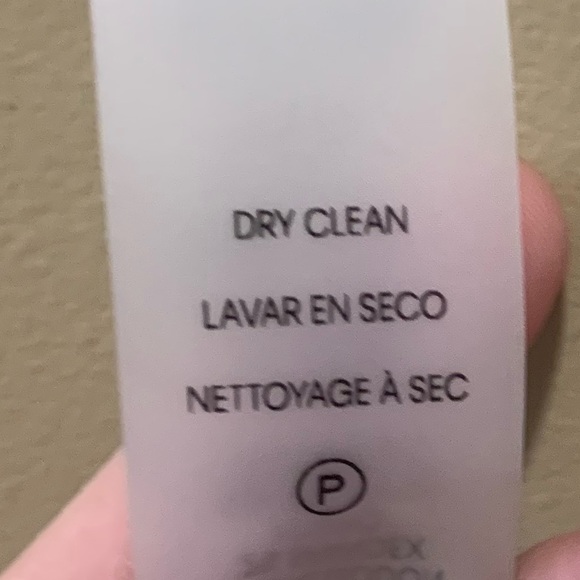 DRY CLEAN
LAVAR EN SECO
NETTOYAGE À SEC
P